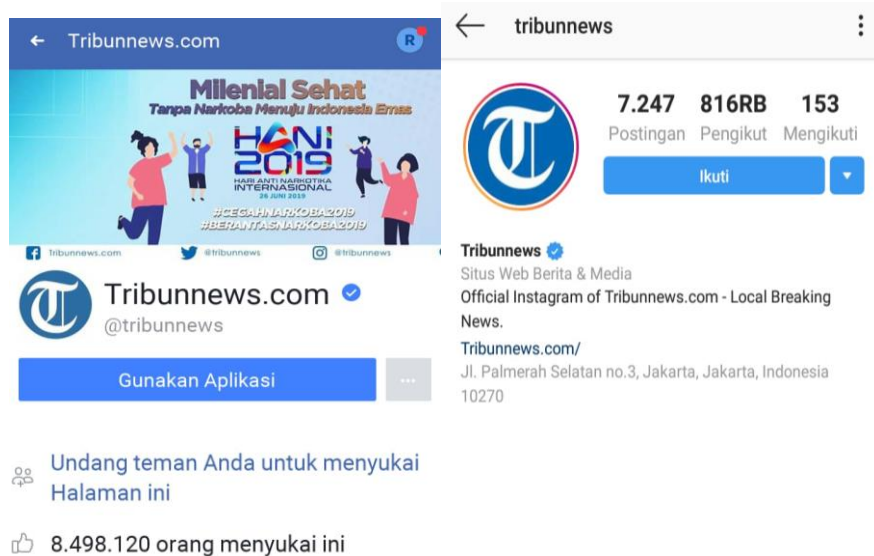 Tribunnews.com
R
Milenial Sehat
Tanpa Narkoba Menuju Indonesia Emas
HANI
2019
HARI ANTI NARKOTIKA
INTERNASIONAL
26 JUNI 2019
#CEGAHNARKOBA2019
#BERANTASNARKOBA2019
Tribunnews.com @tribunnews @tribunnews
T
Tribunnews.com
@tribunnews
Gunakan Aplikasi
Undang teman Anda untuk menyukai
Halaman ini
8.498.120 orang menyukai ini
tribunnews
T
7.247 816RB 153
Postingan Pengikut Mengikuti
Ikuti
Tribunnews
Situs Web Berita & Media
Official Instagram of Tribunnews.com - Local Breaking
News.
Tribunnews.com/
Jl. Palmerah Selatan no.3, Jakarta, Jakarta, Indonesia
10270